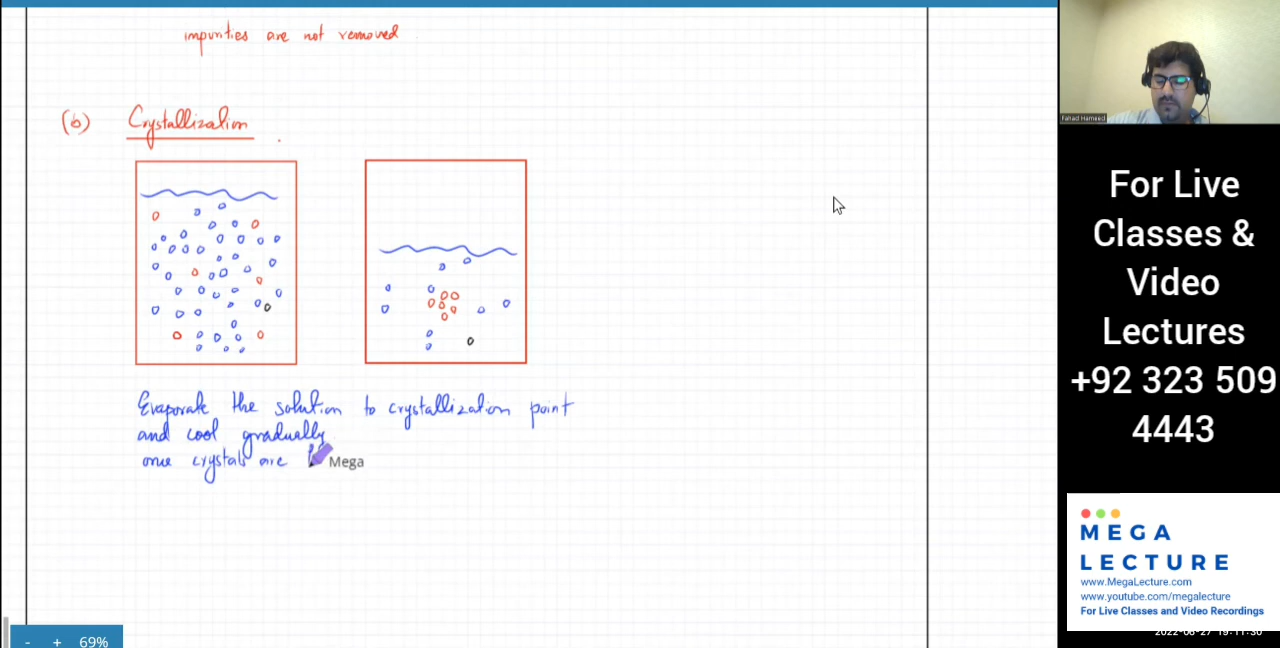 impurities are not removed
(b) Crystallization
Evaporate the solution to crystallization point
and cool gradually
once crystals are
Mega
- + 69%
Fahad Hameed
For Live
Classes &
Video
Lectures
+92 323 509
4443
MEGA
LECTURE
www.MegaLecture.com
www.youtube.com/megalecture
For Live Classes and Video Recordings
2022-08-27 19:11:30